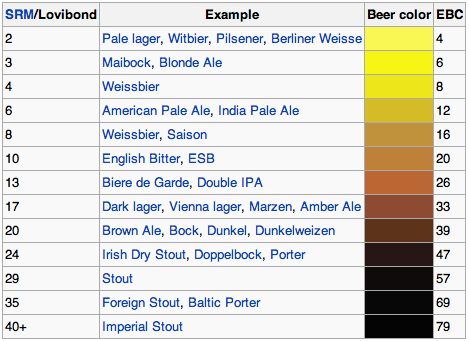 SRM/Lovibond Example Beer color EBC
2 Pale lager, Witbier, Pilsener, Berliner Weisse 4
3 Maibock, Blonde Ale 6
4 Weissbier 8
6 American Pale Ale, India Pale Ale 12
8 Weissbier, Saison 16
10 English Bitter, ESB 20
13 Biere de Garde, Double IPA 26
17 Dark lager, Vienna lager, Marzen, Amber Ale 33
20 Brown Ale, Bock, Dunkel, Dunkelweizen 39
24 Irish Dry Stout, Doppelbock, Porter 47
29 Stout 57
35 Foreign Stout, Baltic Porter 69
40+ Imperial Stout 79